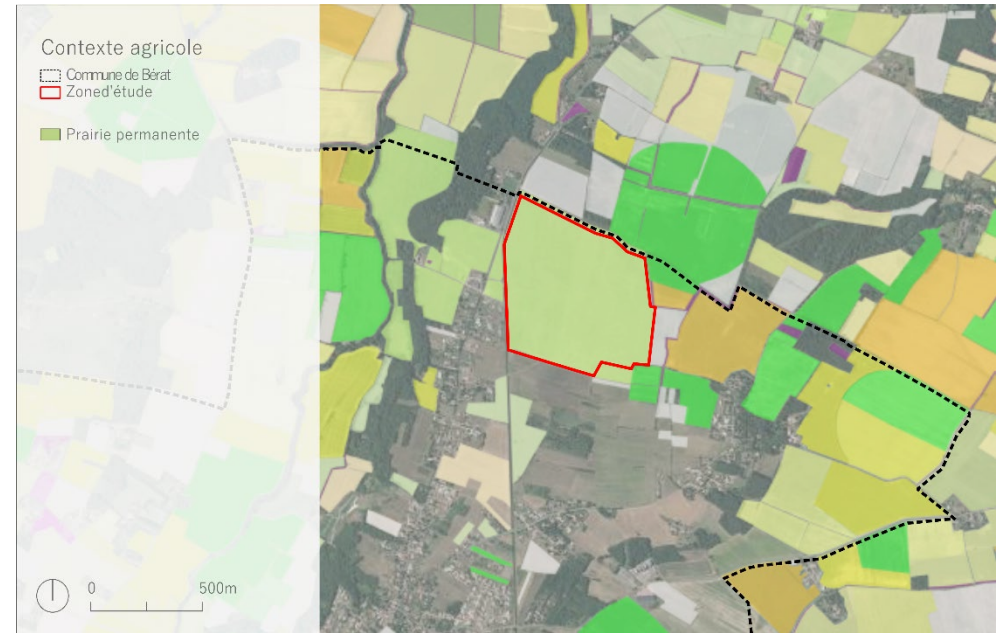 Contexte agricole
Commune de Bérat
Zoned'étude
Prairie permanente
0 500m